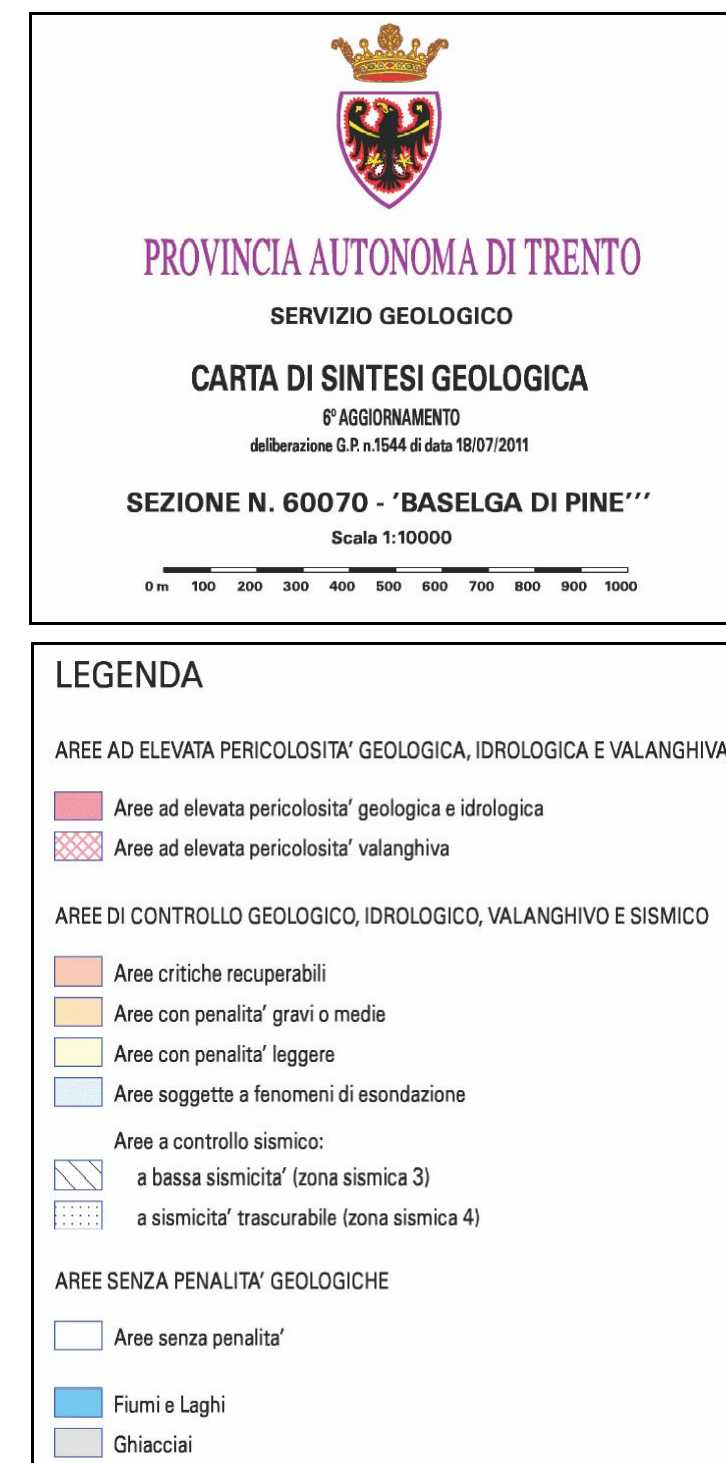 PROVINCIA AUTONOMA DI TRENTO
SERVIZIO GEOLOGICO
CARTA DI SINTESI GEOLOGICA
6º AGGIORNAMENTO
deliberazione G.P. n.1544 di data 18/07/2011
SEZIONE N. 60070 - 'BASELGA DI PINE'''
Scala 1:10000
0 m 100 200 300 400 500 600 700 800 900 1000
LEGENDA
AREE AD ELEVATA PERICOLOSITA' GEOLOGICA, IDROLOGICA E VALANGHIVA
Aree ad elevata pericolosita' geologica e idrologica
Aree ad elevata pericolosita' valanghiva
AREE DI CONTROLLO GEOLOGICO, IDROLOGICO, VALANGHIVO E SISMICO
Aree critiche recuperabili
Aree con penalita' gravi o medie
Aree con penalita' leggere
Aree soggette a fenomeni di esondazione
Aree a controllo sismico:
a bassa sismicita' (zona sismica 3)
a sismicita' trascurabile (zona sismica 4)
AREE SENZA PENALITA' GEOLOGICHE
Aree senza penalita'
Fiumi e Laghi
Ghiacciai